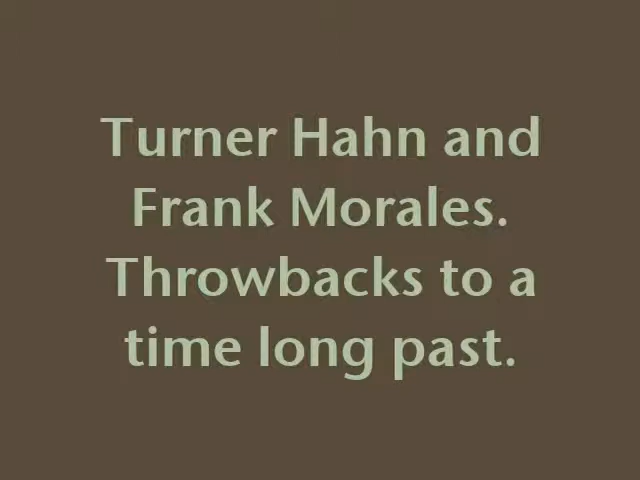 Turner Hahn and
Frank Morales.
Throwbacks to a
time long past.